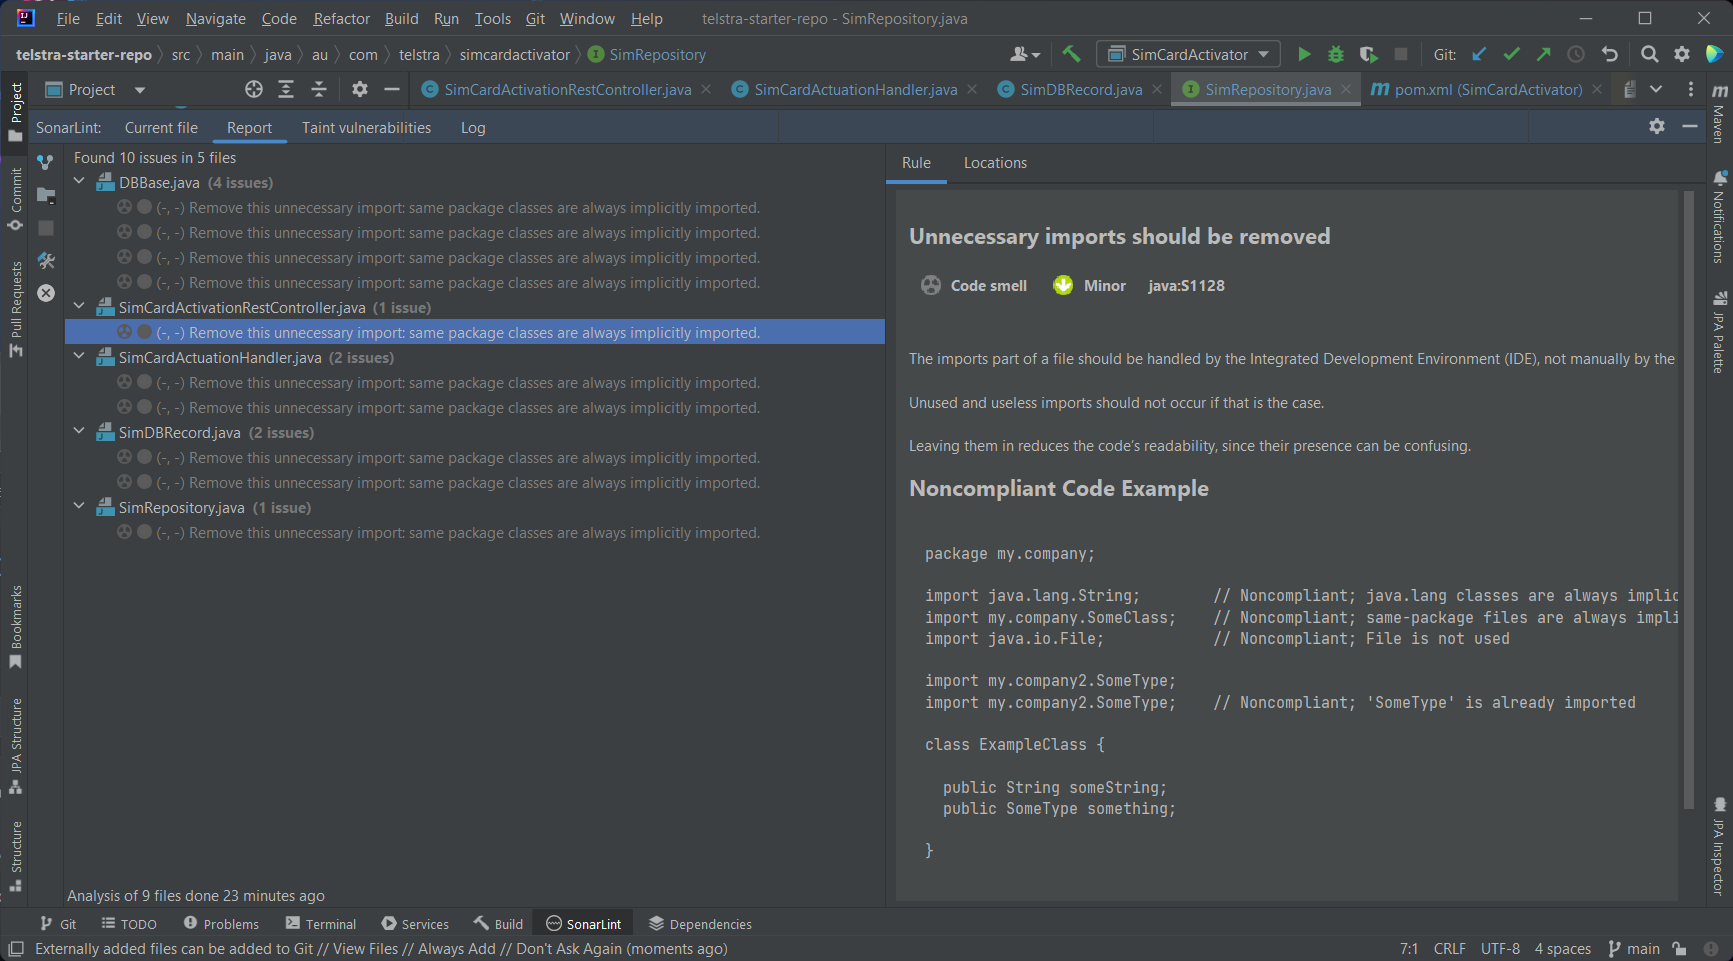 File Edit View Navigate Code Refactor Build Run Tools Git Window Help telstra-starter-repo - SimRepository.java
telstra-starter-repo src main java au com telstra simcardactivator I SimRepository SimCardActivator Git:
Project C SimCardActivationRestController.java C SimCardActuationHandler.java C SimDBRecord.java I SimRepository.java m pom.xml (SimCardActivator)
SonarLint: Current file Report Taint vulnerabilities Log
Found 10 issues in 5 files
DBBase.java (4 issues)
(-, -) Remove this unnecessary import: same package classes are always implicitly imported.
(-, -) Remove this unnecessary import: same package classes are always implicitly imported.
(-, -) Remove this unnecessary import: same package classes are always implicitly imported.
(-, -) Remove this unnecessary import: same package classes are always implicitly imported.
SimCardActivationRestController.java (1 issue)
(-, -) Remove this unnecessary import: same package classes are always implicitly imported.
SimCardActuationHandler.java (2 issues)
(-, -) Remove this unnecessary import: same package classes are always implicitly imported.
(-, -) Remove this unnecessary import: same package classes are always implicitly imported.
SimDBRecord.java (2 issues)
(-, -) Remove this unnecessary import: same package classes are always implicitly imported.
(-, -) Remove this unnecessary import: same package classes are always implicitly imported.
SimRepository.java (1 issue)
(-, -) Remove this unnecessary import: same package classes are always implicitly imported.
Analysis of 9 files done 23 minutes ago
Rule Locations
Unnecessary imports should be removed
Code smell Minor java:S1128
The imports part of a file should be handled by the Integrated Development Environment (IDE), not manually by the
Unused and useless imports should not occur if that is the case.
Leaving them in reduces the code's readability, since their presence can be confusing.
Noncompliant Code Example
package my.company;
import java.lang.String; // Noncompliant; java.lang classes are always implic
import my.company.SomeClass; // Noncompliant; same-package files are always impli
import java.io.File; // Noncompliant; File is not used
import my.company2.SomeType;
import my.company2.SomeType; // Noncompliant; 'SomeType' is already imported
class ExampleClass {
public String someString;
public SomeType something;
}
Project
Commit
Pull Requests
Bookmarks
JPA Structure
Structure
m
Maven
Notifications
JPA Palette
JPA Inspector
Git TODO Problems Terminal Services Build SonarLint Dependencies
Externally added files can be added to Git // View Files // Always Add // Don't Ask Again (moments ago) 7:1 CRLF UTF-8 4 spaces main